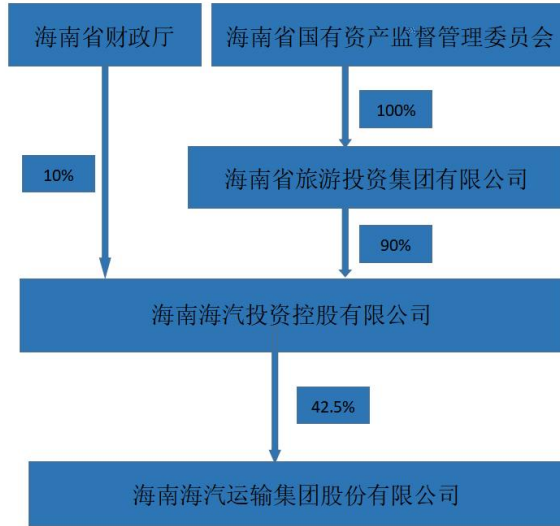 海南省财政厅
海南省国有资产监督管理委员会
100%
10%
海南省旅游投资集团有限公司
90%
海南海汽投资控股有限公司
42.5%
海南海汽运输集团股份有限公司